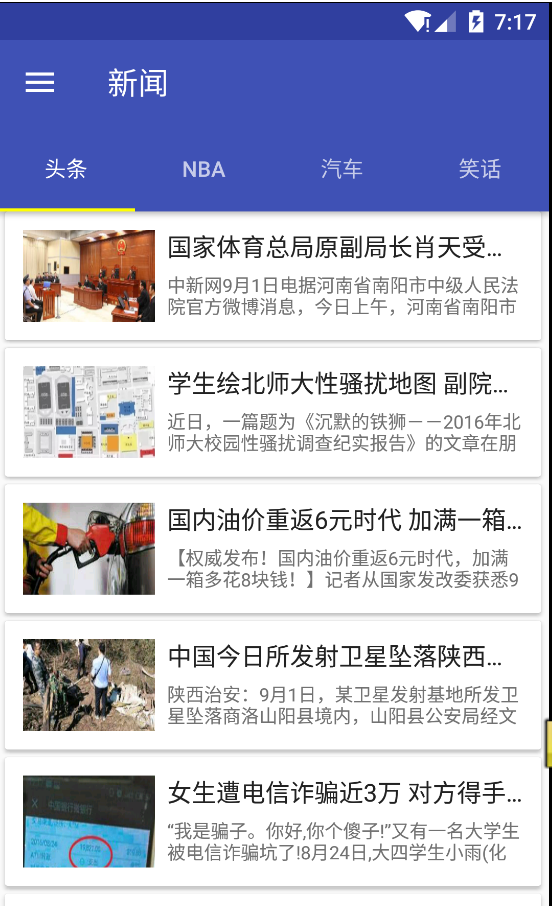 7:17
新闻
头条
NBA
汽车
笑话
国家体育总局原副局长肖天受...
中新网9月1日电据河南省南阳市中级人民法
院官方微博消息，今日上午，河南省南阳市
学生绘北师大性骚扰地图 副院...
近日，一篇题为《沉默的铁狮－－2016年北
师大校园性骚扰调查纪实报告》的文章在朋
国内油价重返6元时代 加满一箱...
【权威发布！国内油价重返6元时代，加满
一箱多花8块钱！】记者从国家发改委获悉9
中国今日所发射卫星坠落陕西...
陕西治安：9月1日，某卫星发射基地所发卫
星坠落商洛山阳县境内，山阳县公安局经文
女生遭电信诈骗近3万 对方得手...
“我是骗子。你好,你个傻子!”又有一名大学生
被电信诈骗坑了!8月24日,大四学生小雨(化